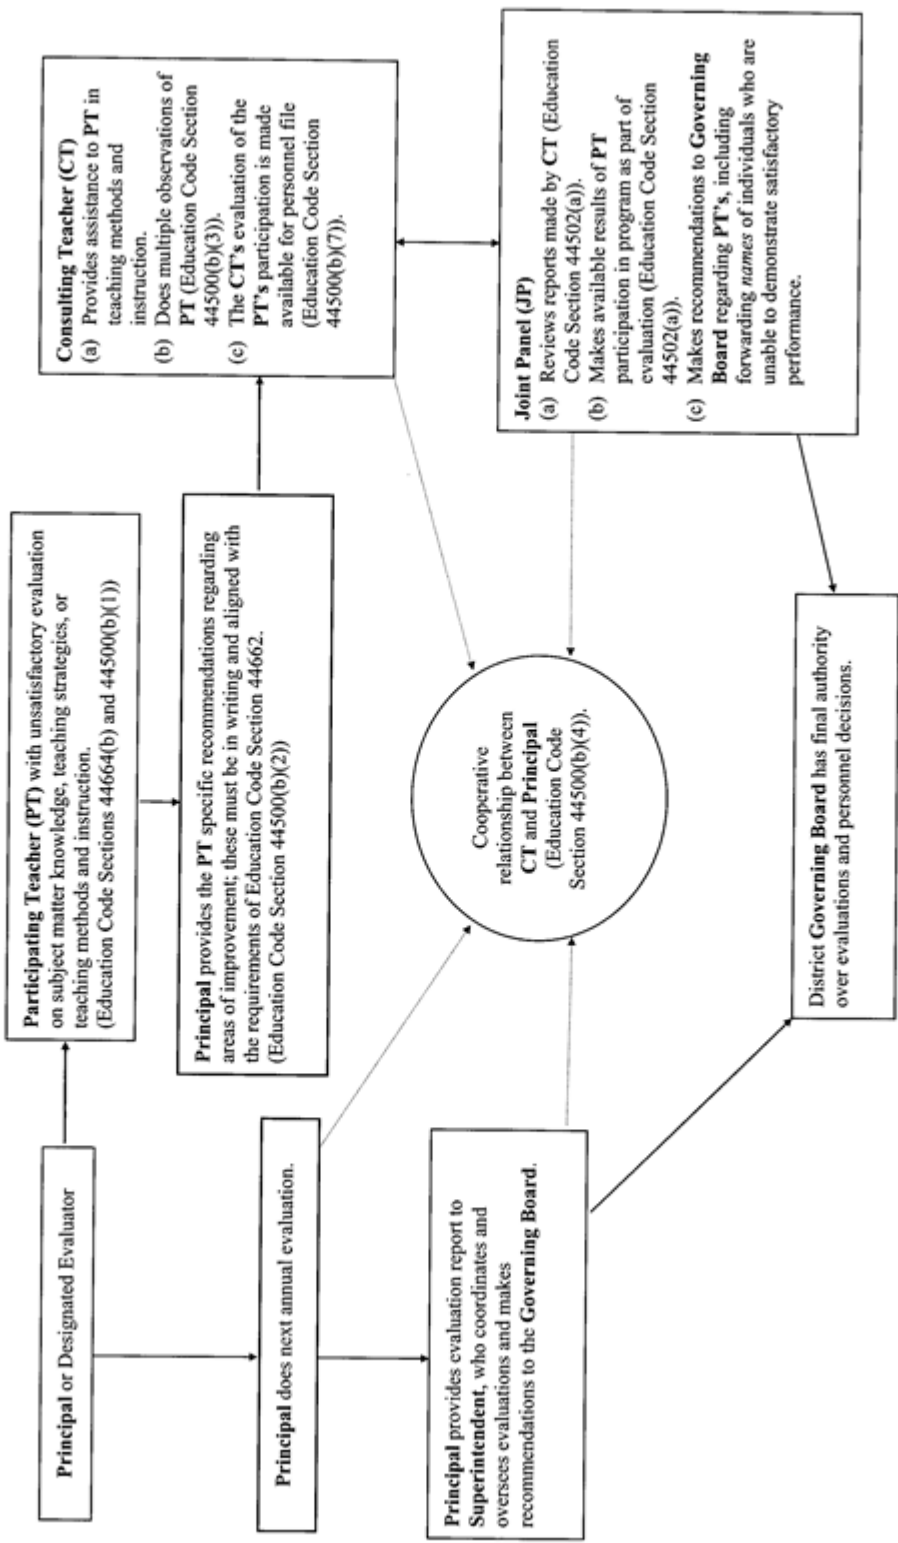 Principal or Designated Evaluator
Participating Teacher (PT) with unsatisfactory evaluation
on subject matter knowledge, teaching strategies, or
teaching methods and instruction.
(Education Code Sections 44664(b) and 44500(b)(1))
Principal provides the PT specific recommendations regarding
areas of improvement; these must be in writing and aligned with
the requirements of Education Code Section 44662.
(Education Code Section 44500(b)(2))
Consulting Teacher (CT)
(a) Provides assistance to PT in
teaching methods and
instruction.
(b) Does multiple observations of
PT (Education Code Section
44500(b)(3)).
(c) The CT's evaluation of the
PT's participation is made
available for personnel file
(Education Code Section
44500(b)(7)).
Principal does next annual evaluation.
Cooperative
relationship between
CT and Principal
(Education Code
Section 44500(b)(4)).
Joint Panel (JP)
(a) Reviews reports made by CT (Education
Code Section 44502(a)).
(b) Makes available results of PT
participation in program as part of
evaluation (Education Code Section
44502(a)).
(c) Makes recommendations to Governing
Board regarding PT's, including
forwarding names of individuals who are
unable to demonstrate satisfactory
performance.
Principal provides evaluation report to
Superintendent, who coordinates and
oversees evaluations and makes
recommendations to the Governing Board.
District Governing Board has final authority
over evaluations and personnel decisions.